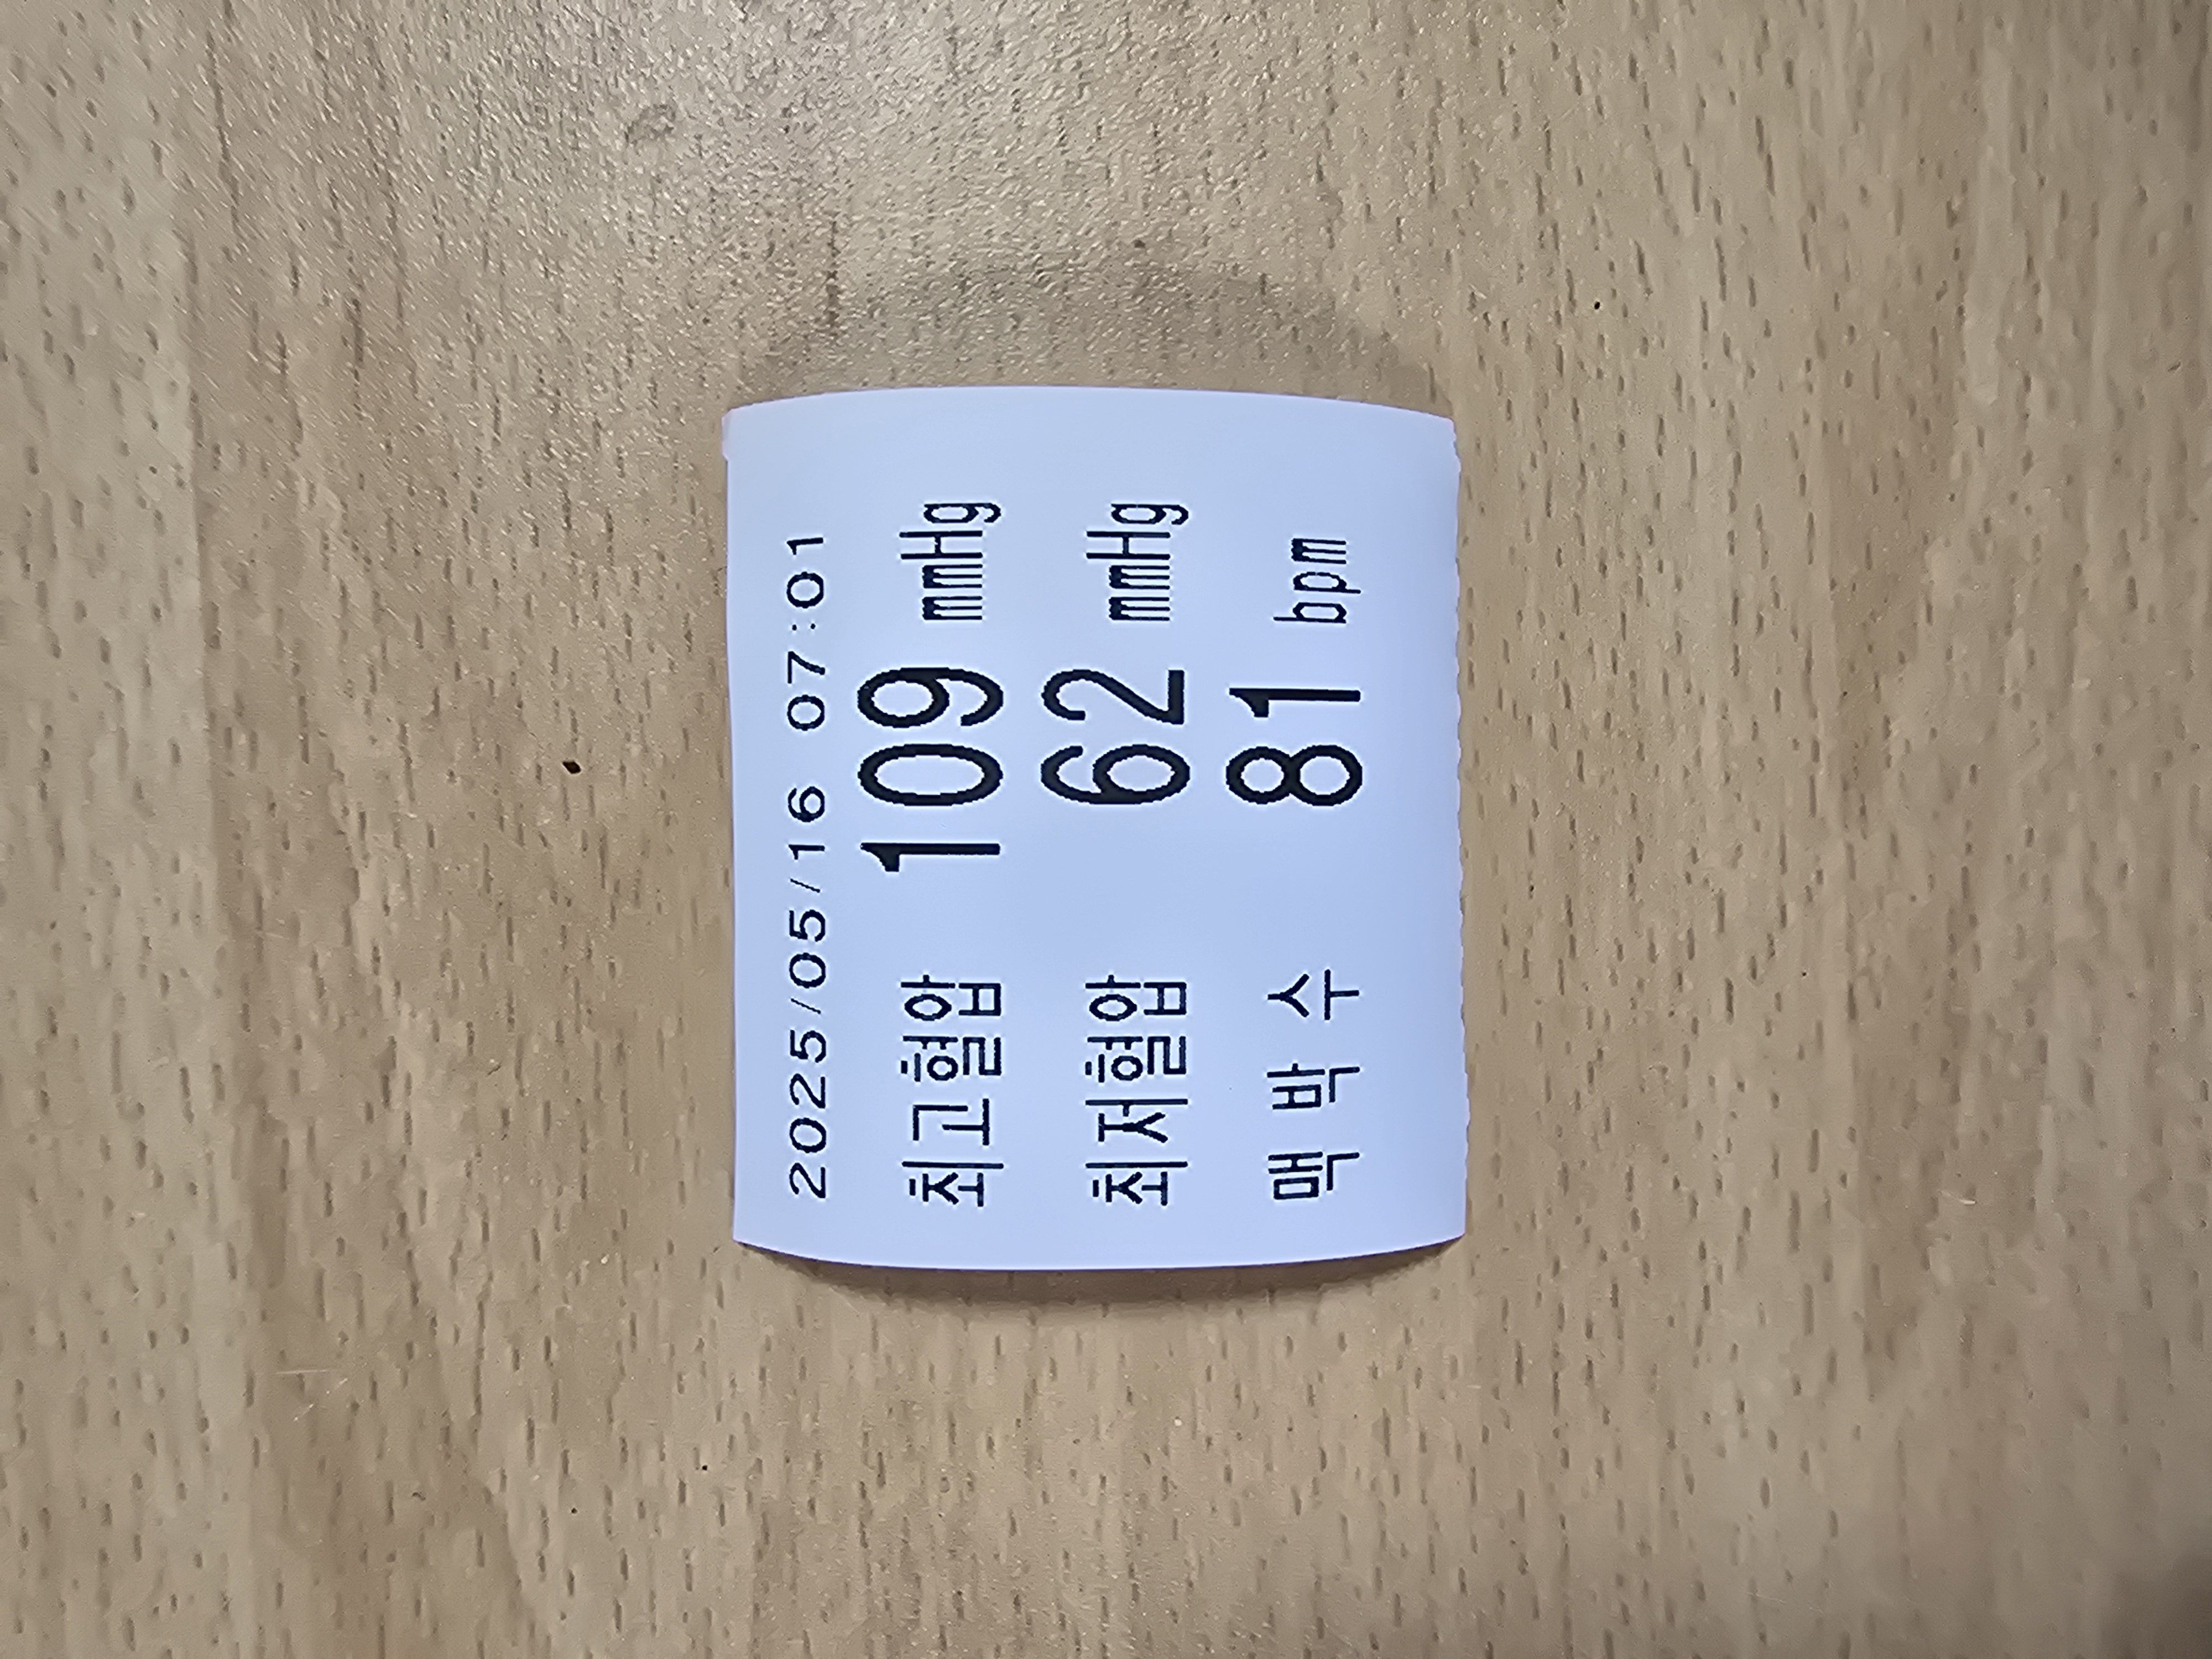 2025/05/16 07:01
최고혈압 109 mmHg
최저혈압 62 mmHg
맥 박 수 81 bpm